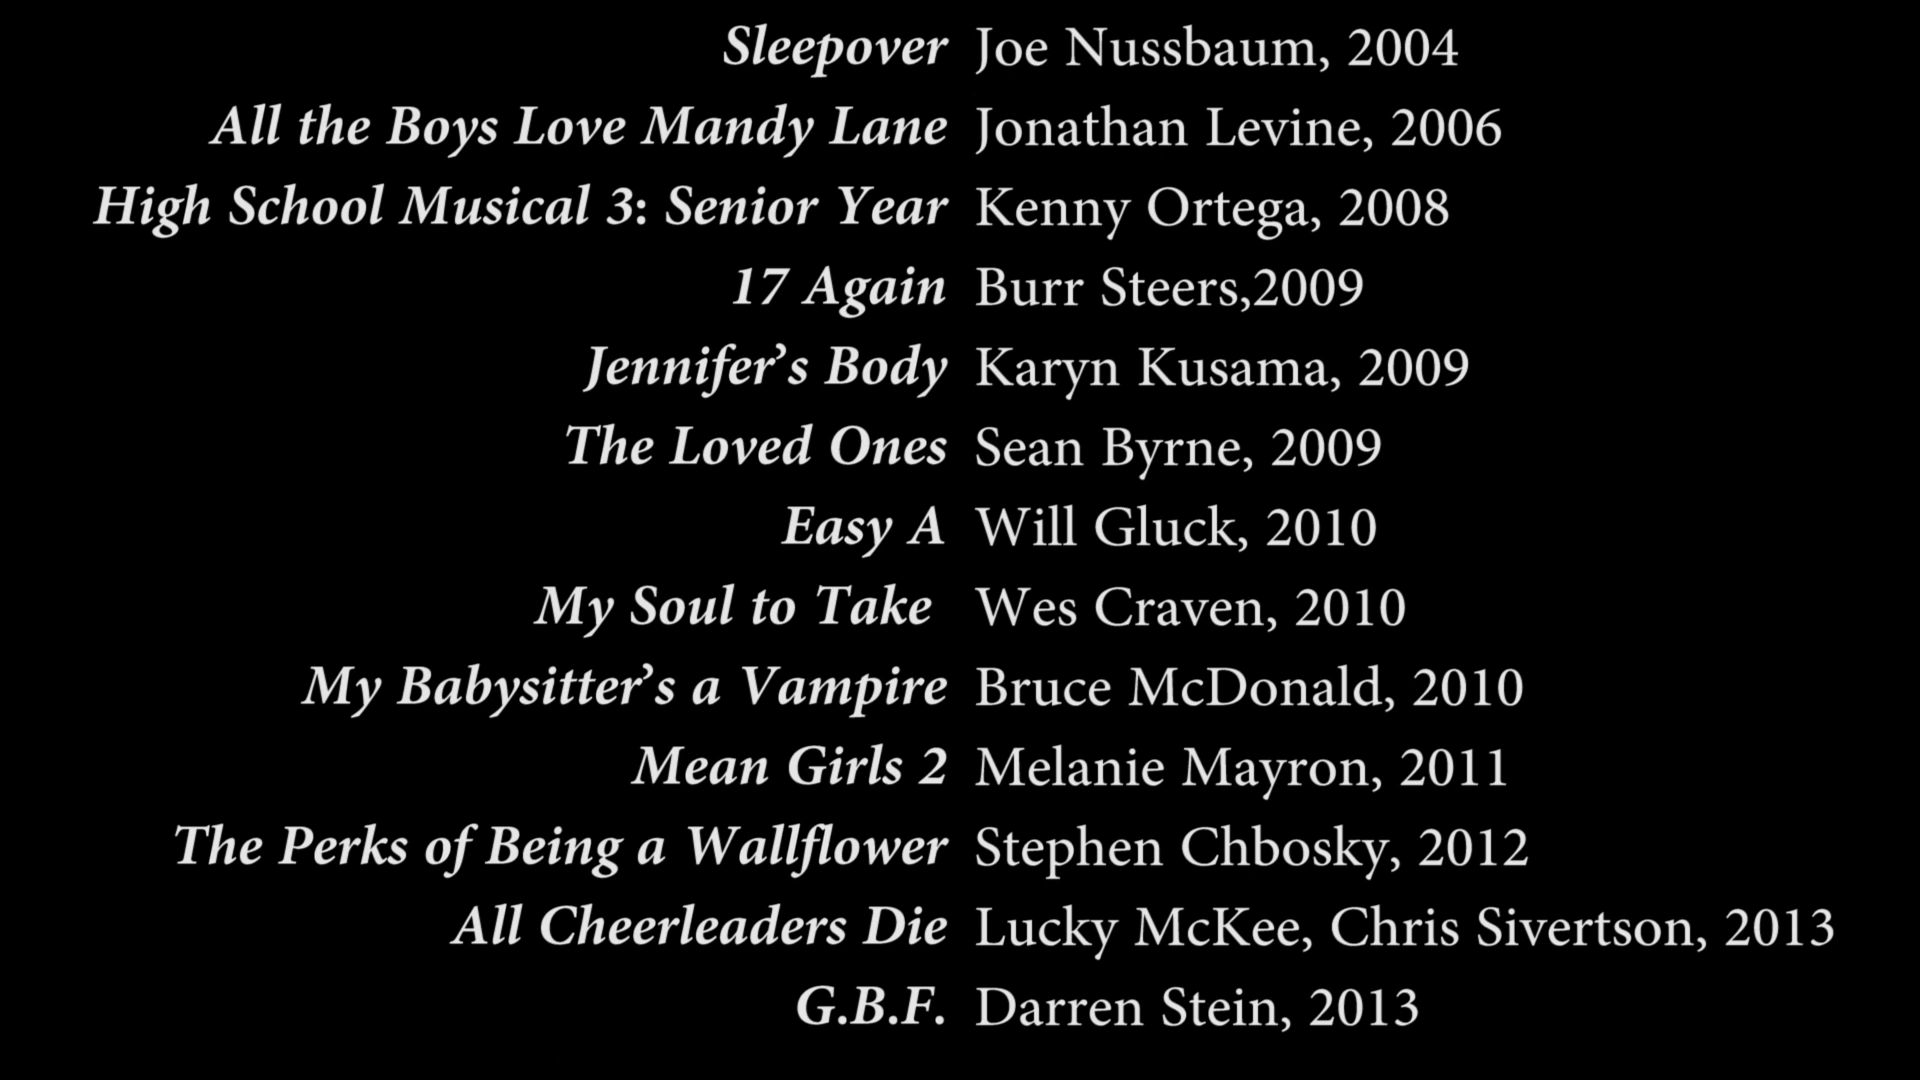 Sleepover Joe Nussbaum, 2004
All the Boys Love Mandy Lane Jonathan Levine, 2006
High School Musical 3: Senior Year Kenny Ortega, 2008
17 Again Burr Steers,2009
Jennifer’s Body Karyn Kusama, 2009
The Loved Ones Sean Byrne, 2009
Easy A Will Gluck, 2010
My Soul to Take Wes Craven, 2010
My Babysitter’s a Vampire Bruce McDonald, 2010
Mean Girls 2 Melanie Mayron, 2011
The Perks of Being a Wallflower Stephen Chbosky, 2012
All Cheerleaders Die Lucky McKee, Chris Sivertson, 2013
G.B.F. Darren Stein, 2013